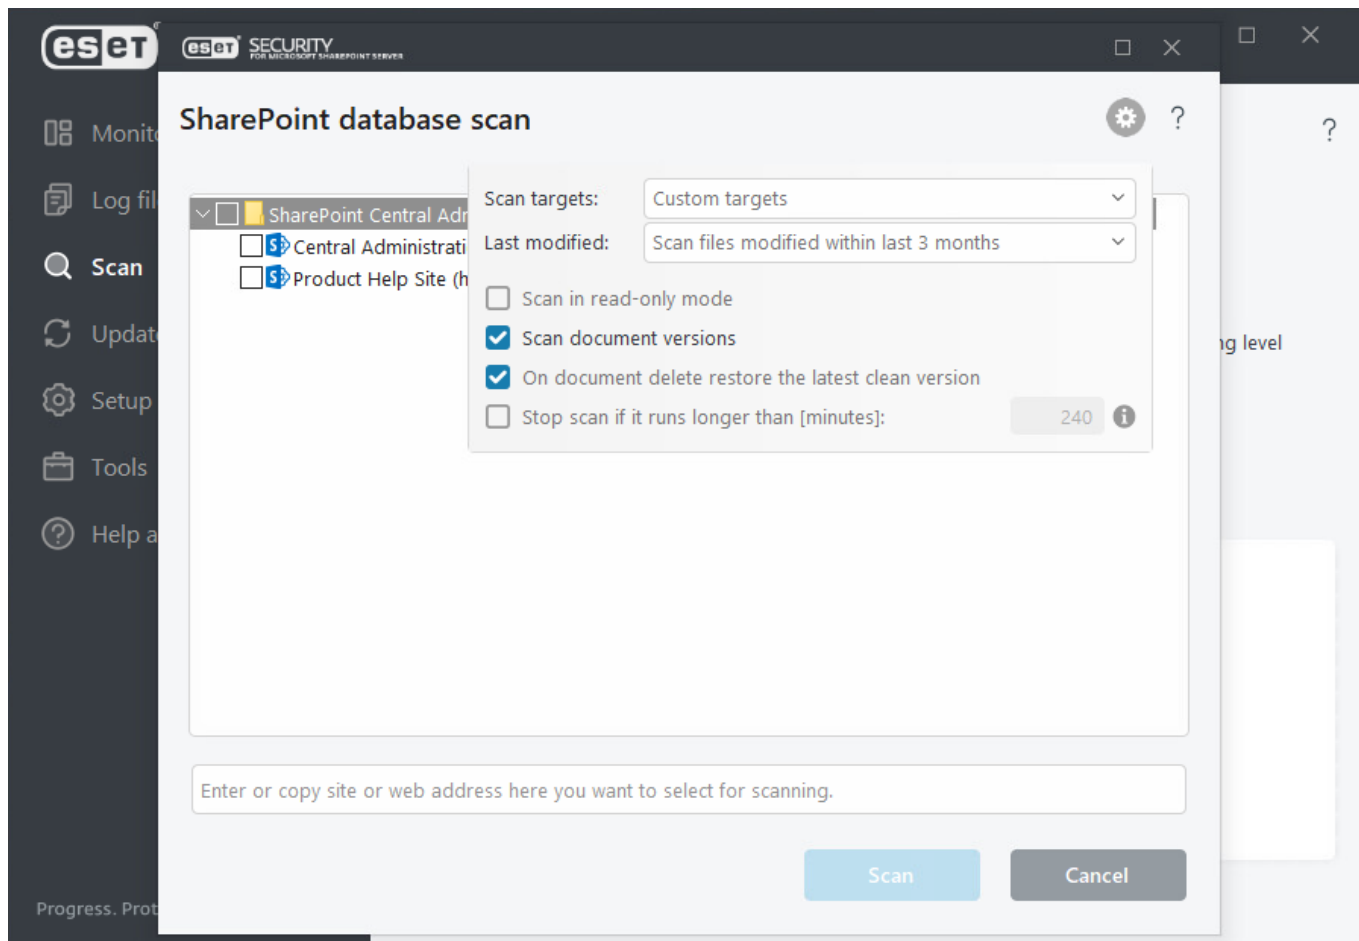 eseT
eseT SECURITY
FOR MICROSOFT SHAREPOINT SERVER
SharePoint database scan
?
?
Monito
Log fil
Scan
Updat
Setup
Tools
Help a
Progress. Prot
SharePoint Central Adr
Central Administrati
Product Help Site (h
Scan targets: Custom targets
Last modified: Scan files modified within last 3 months
Scan in read-only mode
Scan document versions
On document delete restore the latest clean version
Stop scan if it runs longer than [minutes]: 240
ng level
Enter or copy site or web address here you want to select for scanning.
Scan Cancel